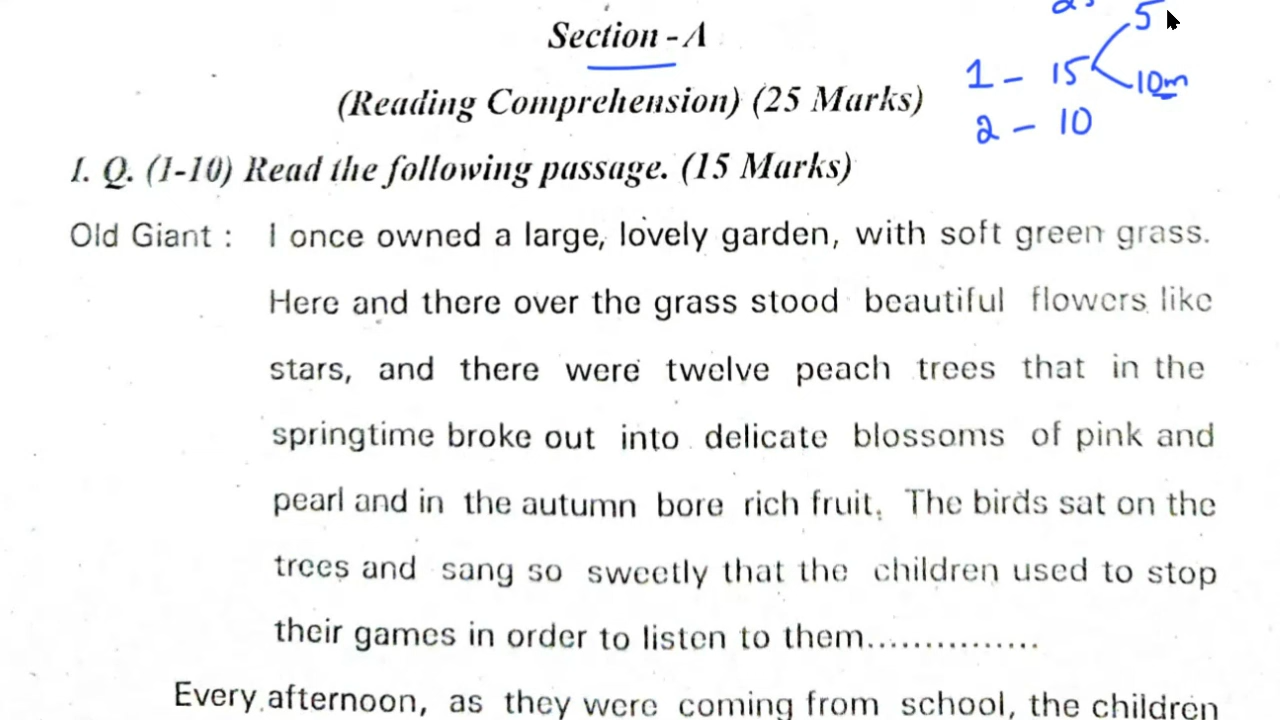 Section - A
5
1 - 15
10m
(Reading Comprehension) (25 Marks)
2 - 10
1. Q. (1-10) Read the following passage. (15 Marks)
Old Giant : I once owned a large, lovely garden, with soft green grass.
Here and there over the grass stood beautiful flowers like
stars, and there were twelve peach trees that in the
springtime broke out into delicate blossoms of pink and
pearl and in the autumn bore rich fruit. The birds sat on the
trees and sang so sweetly that the children used to stop
their games in order to listen to them...............
Every afternoon, as they were coming from school, the children